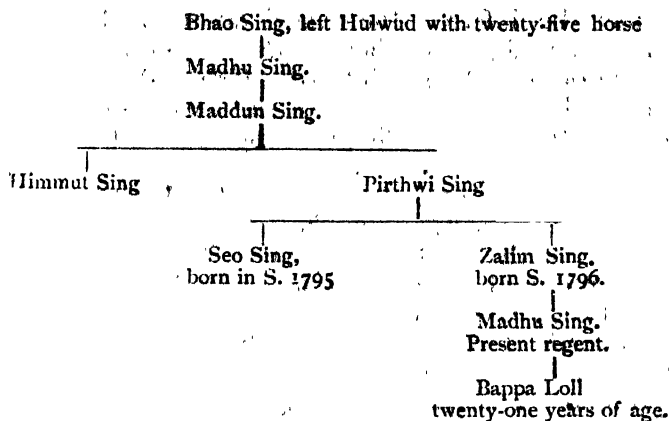 Bhao Sing, left Hulwud with twenty-five horse
Madhu Sing.
Maddun Sing.
Himmut Sing
Pirthwi Sing
Seo Sing,
born in S. 1795
Zalim Sing.
born S. 1796.
Madhu Sing.
Present regent.
Bappa Loll
twenty-one years of age.